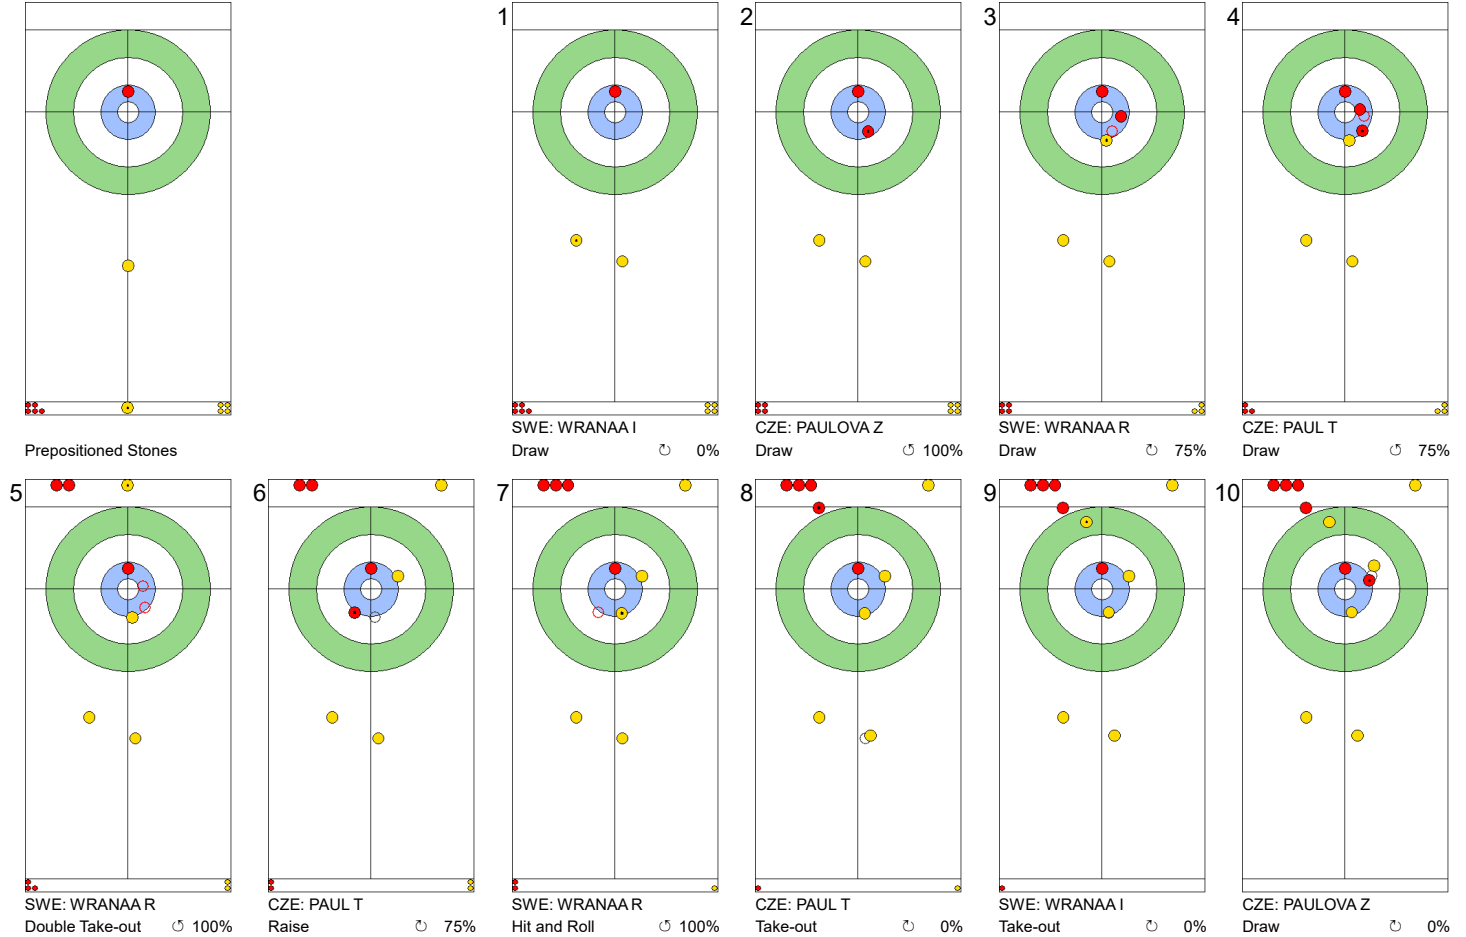 1
2
3
4
Prepositioned Stones
SWE: WRANAA I
Draw 0%
CZE: PAULOVA Z
Draw 100%
SWE: WRANAA R
Draw 75%
CZE: PAUL T
Draw 75%
5
6
7
8
9
10
SWE: WRANAA R
Double Take-out 100%
CZE: PAUL T
Raise 75%
SWE: WRANAA R
Hit and Roll 100%
CZE: PAUL T
Take-out 0%
SWE: WRANAA I
Take-out 0%
CZE: PAULOVA Z
Draw 0%